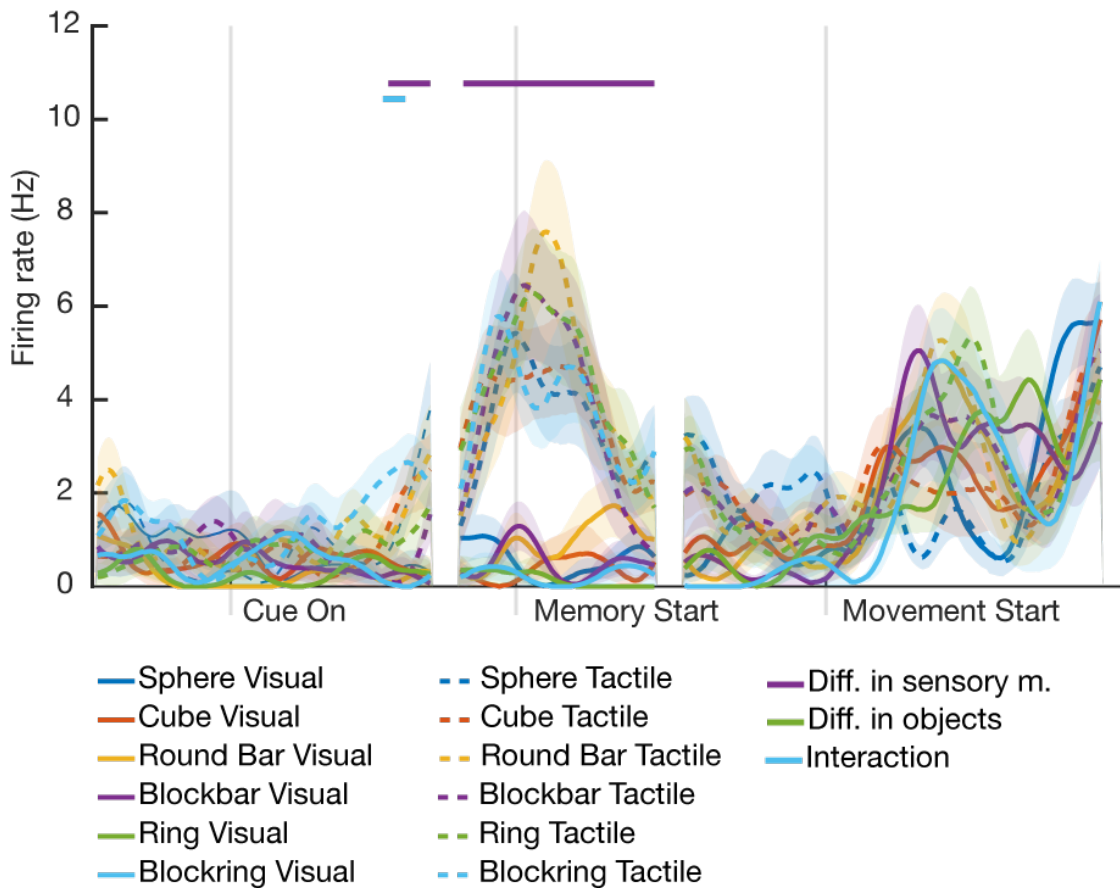 12
10
8
6
4
2
0
Firing rate (Hz)
Cue On
Memory Start
Movement Start
Sphere Visual
Cube Visual
Round Bar Visual
Blockbar Visual
Ring Visual
Blockring Visual
Sphere Tactile
Cube Tactile
Round Bar Tactile
Blockbar Tactile
Ring Tactile
Blockring Tactile
Diff. in sensory m.
Diff. in objects
Interaction